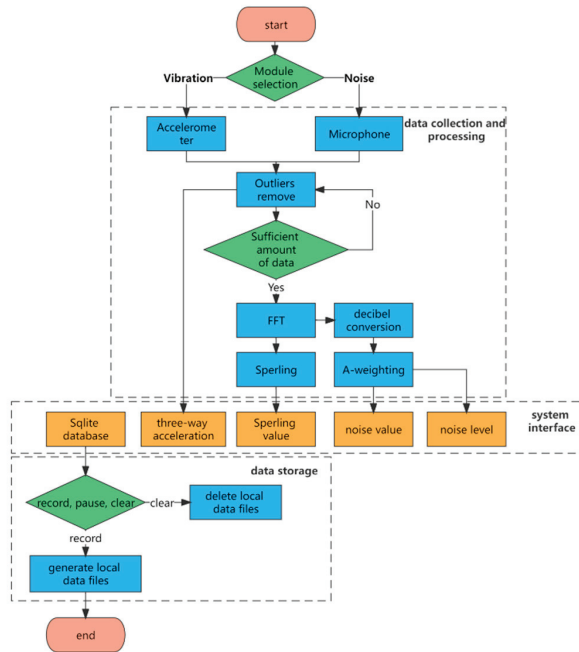 start
Module
selection
Vibration
Noise
data collection and
processing
Accelerome
ter
Microphone
Outliers
remove
No
Sufficient
amount
of data
Yes
FFT
decibel
conversion
Sperling
A-weighting
system
interface
Sqlite
database
three-way
acceleration
Sperling
value
noise value
noise level
data storage
record, pause, clear
clear
delete local
data files
record
generate local
data files
end